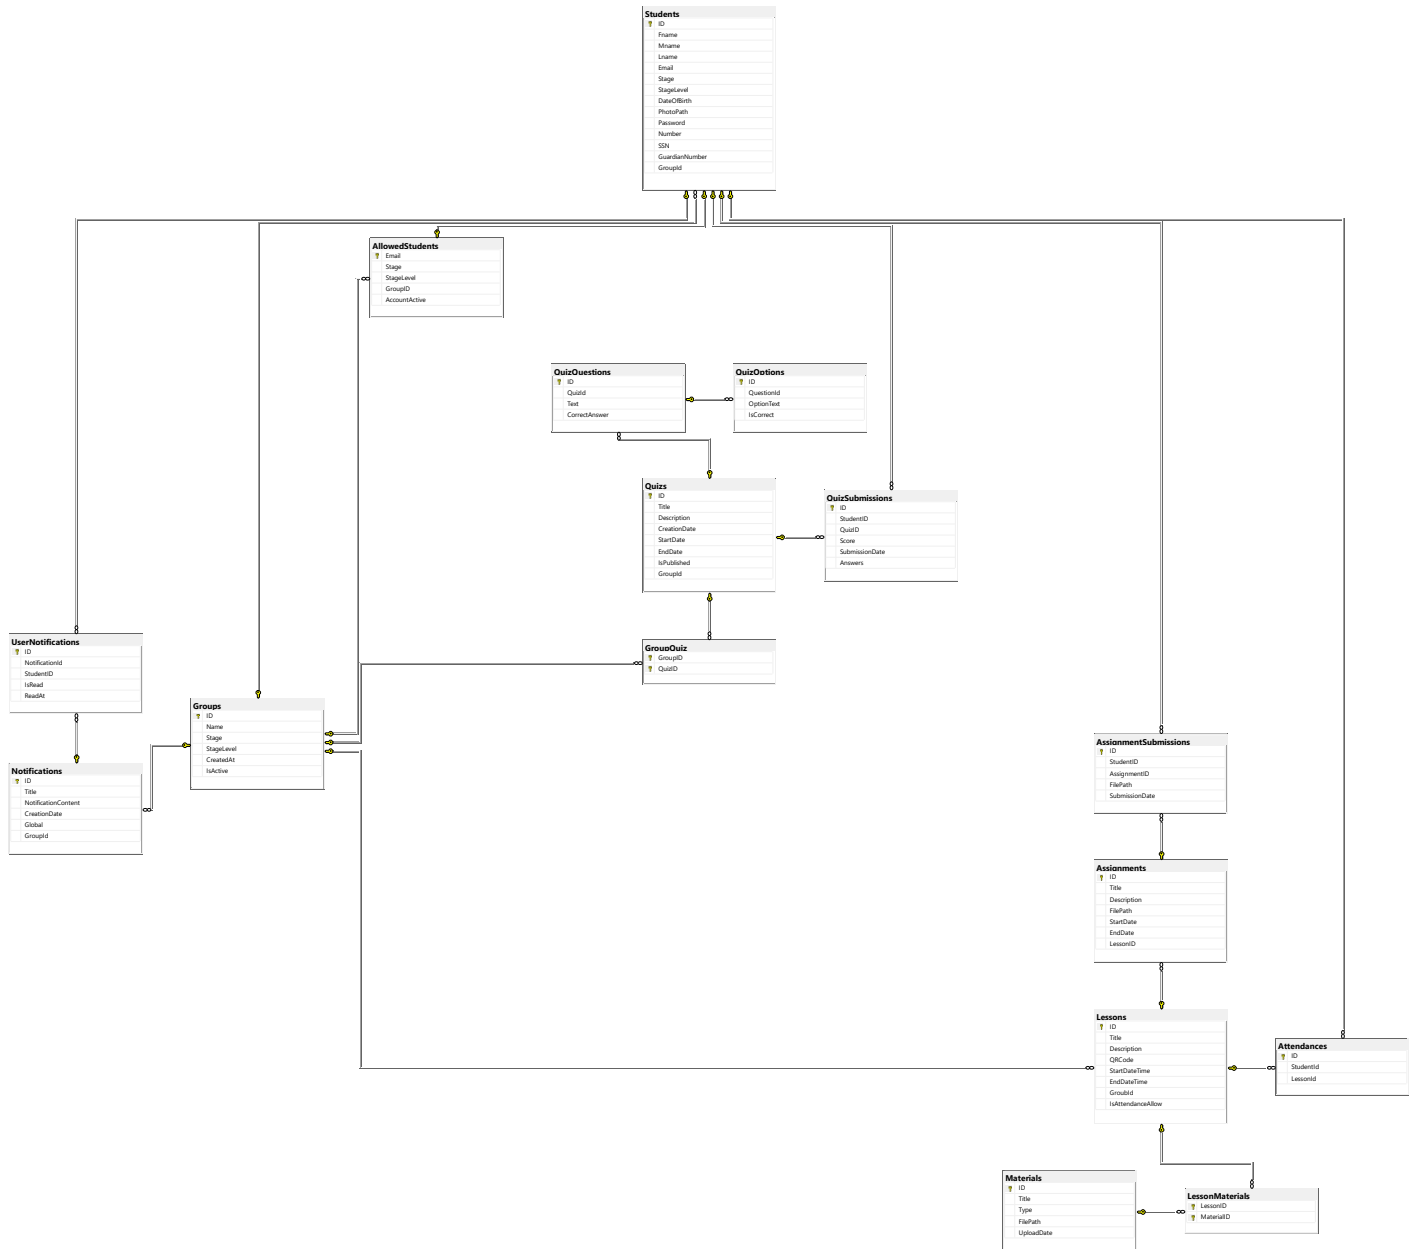 Students
ID
Fname
Mname
Lname
Email
Stage
StageLevel
DateOfBirth
PhotoPath
Password
Number
SSN
GuardianNumber
GroupId
AllowedStudents
Email
Stage
StageLevel
GroupID
AccountActive
QuizQuestions
ID
QuizId
Text
CorrectAnswer
QuizOptions
ID
QuestionId
OptionText
IsCorrect
Quizs
ID
Title
Description
CreationDate
StartDate
EndDate
IsPublished
GroupId
QuizSubmissions
ID
StudentID
QuizID
Score
SubmissionDate
Answers
GroupQuiz
GroupID
QuizID
UserNotifications
ID
NotificationId
StudentID
IsRead
ReadAt
Groups
ID
Name
Stage
StageLevel
CreatedAt
IsActive
Notifications
ID
Title
NotificationContent
CreationDate
Global
GroupId
AssignmentSubmissions
ID
StudentID
AssignmentID
FilePath
SubmissionDate
Assignments
ID
Title
Description
FilePath
StartDate
EndDate
LessonID
Lessons
ID
Title
Description
QRCode
StartDateTime
EndDateTime
GroubId
IsAttendanceAllow
Attendances
ID
StudentId
LessonId
Materials
ID
Title
Type
FilePath
UploadDate
LessonMaterials
LessonID
MaterialID